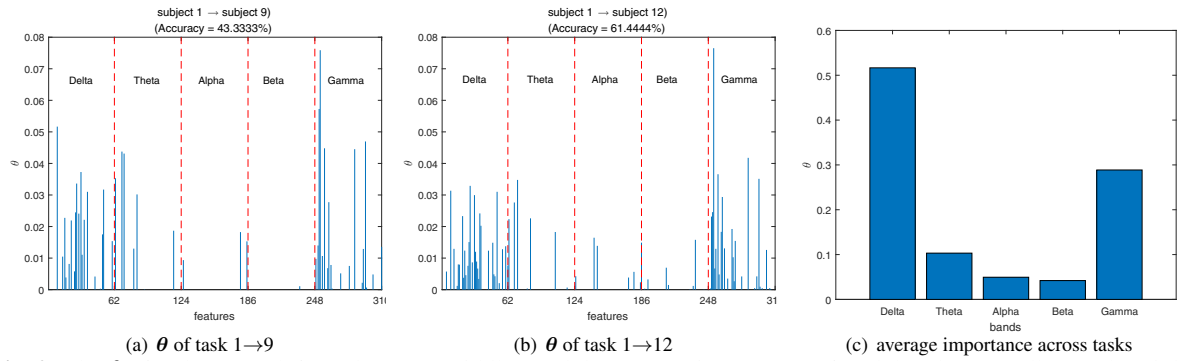 subject 1 → subject 9)
(Accuracy = 43.3333%)
0.08
0.07
0.06
0.05
0.04
0.03
0.02
0.01
0
θ
Delta Theta Alpha Beta Gamma
62 124 186 248 310
features
(a) θ of task 1→9
subject 1 → subject 12)
(Accuracy = 61.4444%)
0.08
0.07
0.06
0.05
0.04
0.03
0.02
0.01
0
θ
Delta Theta Alpha Beta Gamma
62 124 186 248 31
features
(b) θ of task 1→12
0.6
0.5
0.4
0.3
0.2
0.1
0
θ
Delta Theta Alpha Beta Gamma
bands
(c) average importance across tasks